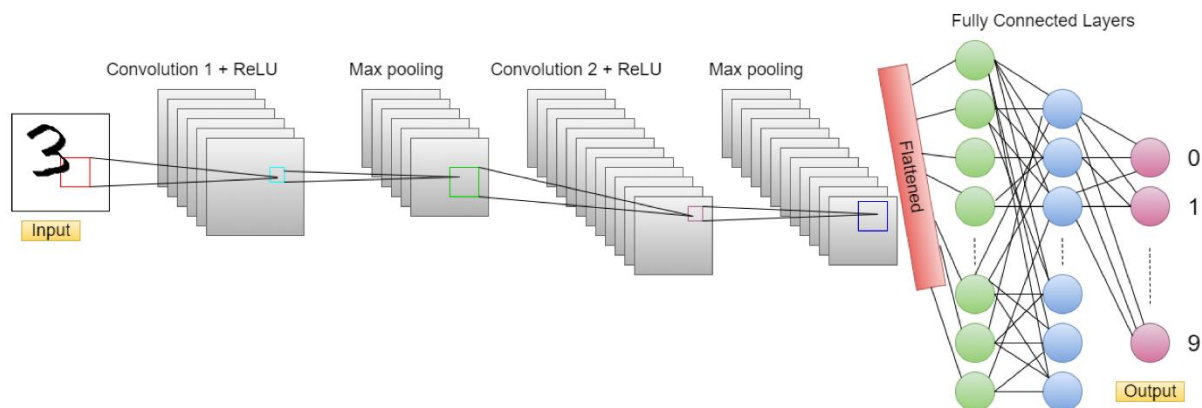 Fully Connected Layers
Convolution 1 + ReLU
Max pooling
Convolution 2 + ReLU
Max pooling
3
Input
Flattened
0
1
9
Output